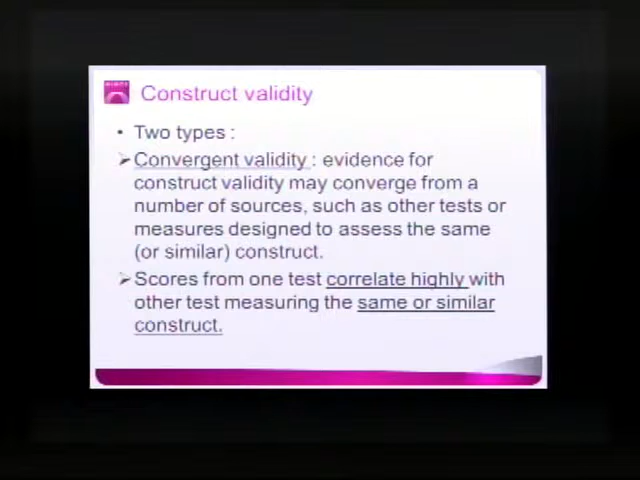 Construct validity
• Two types :
➢Convergent validity : evidence for
construct validity may converge from a
number of sources, such as other tests or
measures designed to assess the same
(or similar) construct.
➢Scores from one test correlate highly with
other test measuring the same or similar
construct.